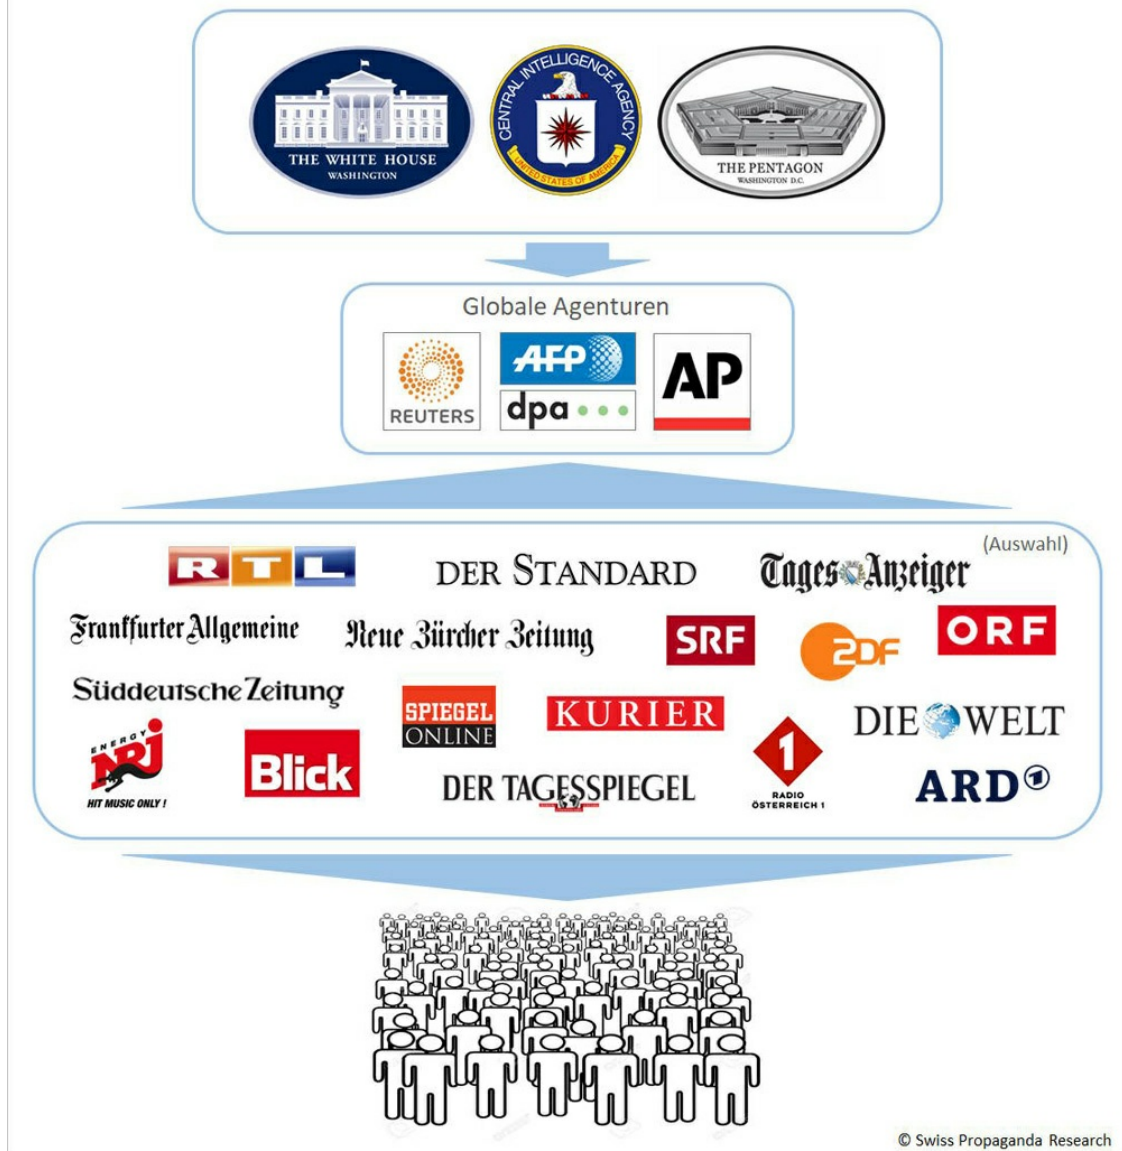 THE WHITE HOUSE
WASHINGTON
CENTRAL INTELLIGENCE AGENCY
UNITED STATES OF AMERICA
THE PENTAGON
WASHINGTON D.C.
Globale Agenturen
REUTERS
AFP
dpa
AP
(Auswahl)
RTL
DER STANDARD
Tages Anzeiger
Frankfurter Allgemeine
Neue Zürcher Zeitung
SRF
ZDF
ORF
Süddeutsche Zeitung
SPIEGEL
ONLINE
KURIER
DIE WELT
ENERGY
NRJ
HIT MUSIC ONLY !
Blick
DER TAGESSPIEGEL
1
RADIO
ÖSTERREICH 1
ARD 1
© Swiss Propaganda Research